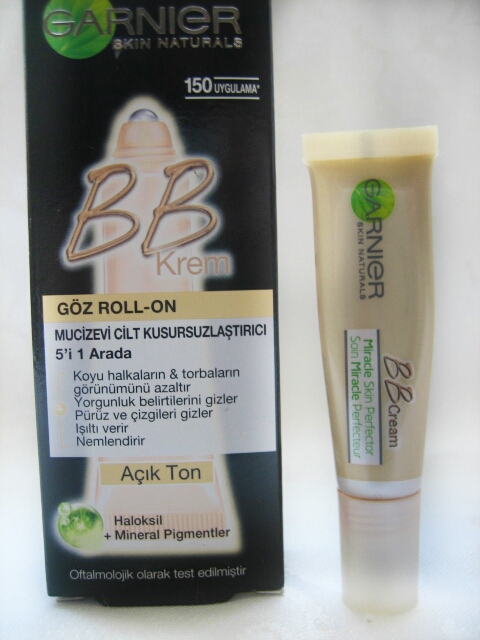 GARNIER
SKIN NATURALS
150 UYGULAMA*
BB
Krem
GÖZ ROLL-ON
MUCİZEVİ CİLT KUSURSUZLAŞTIRICI
5'i 1 Arada
Koyu halkaların & torbaların
görünümünü azaltır
Yorgunluk belirtilerini gizler
Pürüz ve çizgileri gizler
Işıltı verir
Nemlendirir
Açık Ton
Haloksil
+ Mineral Pigmentler
Oftalmolojik olarak test edilmiştir
GARNIER
SKIN NATURALS
BB Cream
Miracle Skin Perfector
Soin Miracle Perfecteur